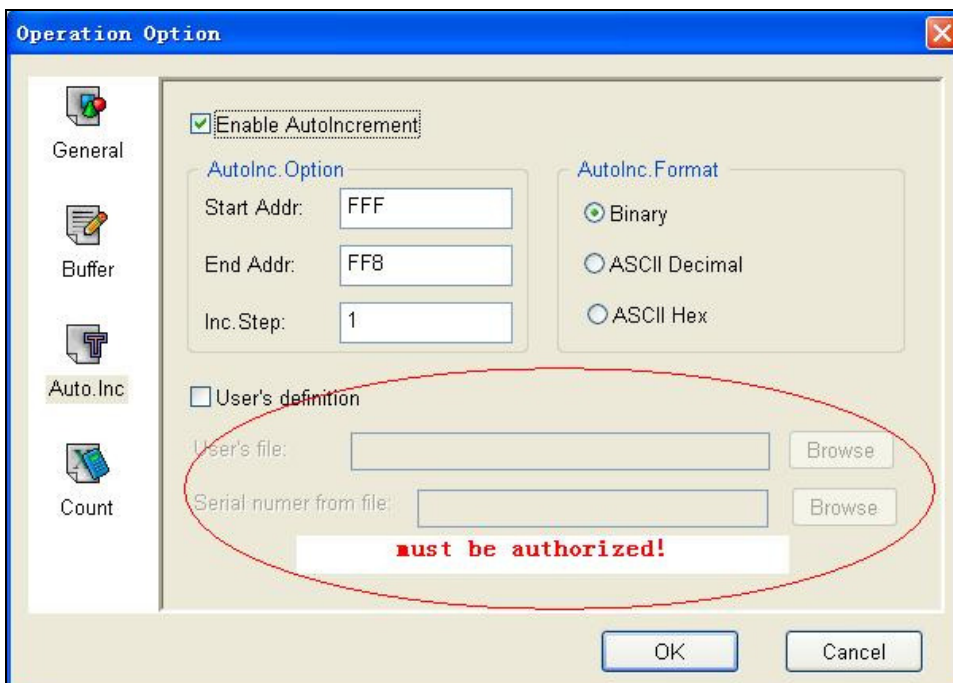 Operation Option
General
Buffer
Auto.Inc
Count
Enable AutoIncrement
AutoInc.Option
Start Addr: FFF
End Addr: FF8
Inc.Step: 1
AutoInc.Format
Binary
ASCII Decimal
ASCII Hex
User's definition
User's file: Browse
Serial numer from file: Browse
must be authorized!
OK Cancel